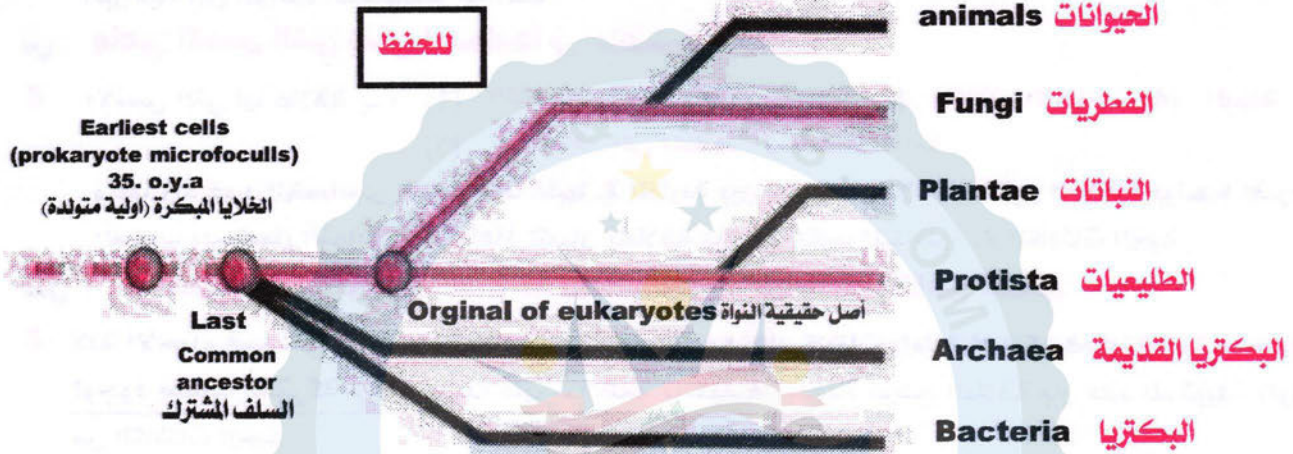 للحفظ
animals الحيوانات
Fungi الفطريات
Earliest cells
(prokaryote microfoculls)
35. o.y.a
الخلايا المبكرة (اولية متولدة)
Plantae النباتات
Protista الطليعيات
Orginal of eukaryotes أصل حقيقية النواة
Last
Common
ancestor
السلف المشترك
Archaea البكتريا القديمة
Bacteria البكتريا